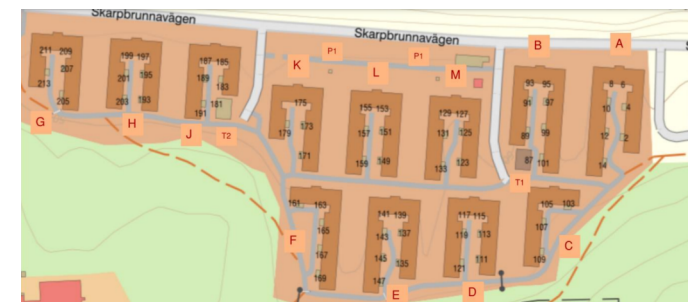 Skarpbrunnavägen
Skarpbrunnavägen
S
A
B
P1
P1
K
L
M
211 209
213 207
205
G
199 197
201 195
203 193
H
187 185
189 183
191 181
J
T2
175
179 173
171
155 153
157 151
159 149
129 127
131 125
133 123
93 95
91 97
89 99
87 101
T1
8 6
10 4
12 2
14
161 163
165
167
169
F
141 139
143 137
145 135
147
E
117 115
119 113
121 111
D
105 103
107
109
C